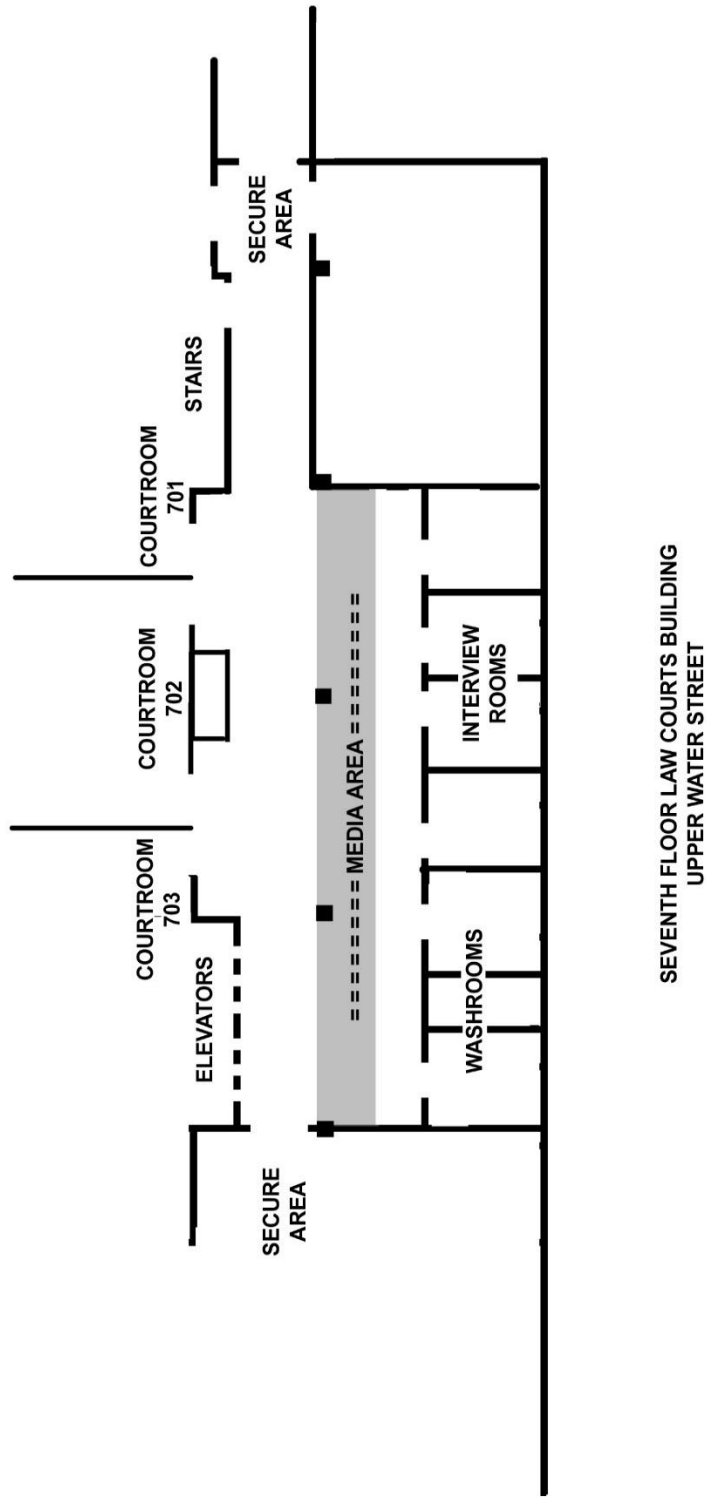 COURTROOM
703
COURTROOM
702
COURTROOM
701
ELEVATORS
STAIRS
SECURE
AREA
SECURE
AREA
= = = = = = = = MEDIA AREA = = = = = = = =
WASHROOMS
INTERVIEW
ROOMS
SEVENTH FLOOR LAW COURTS BUILDING
UPPER WATER STREET